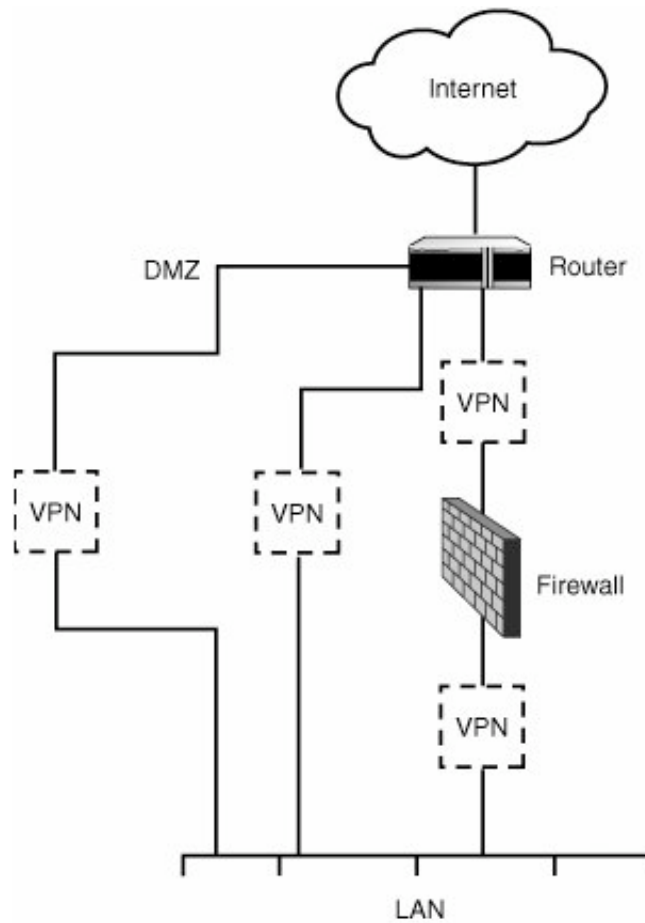 Internet
DMZ
Router
VPN
VPN
VPN
Firewall
VPN
LAN